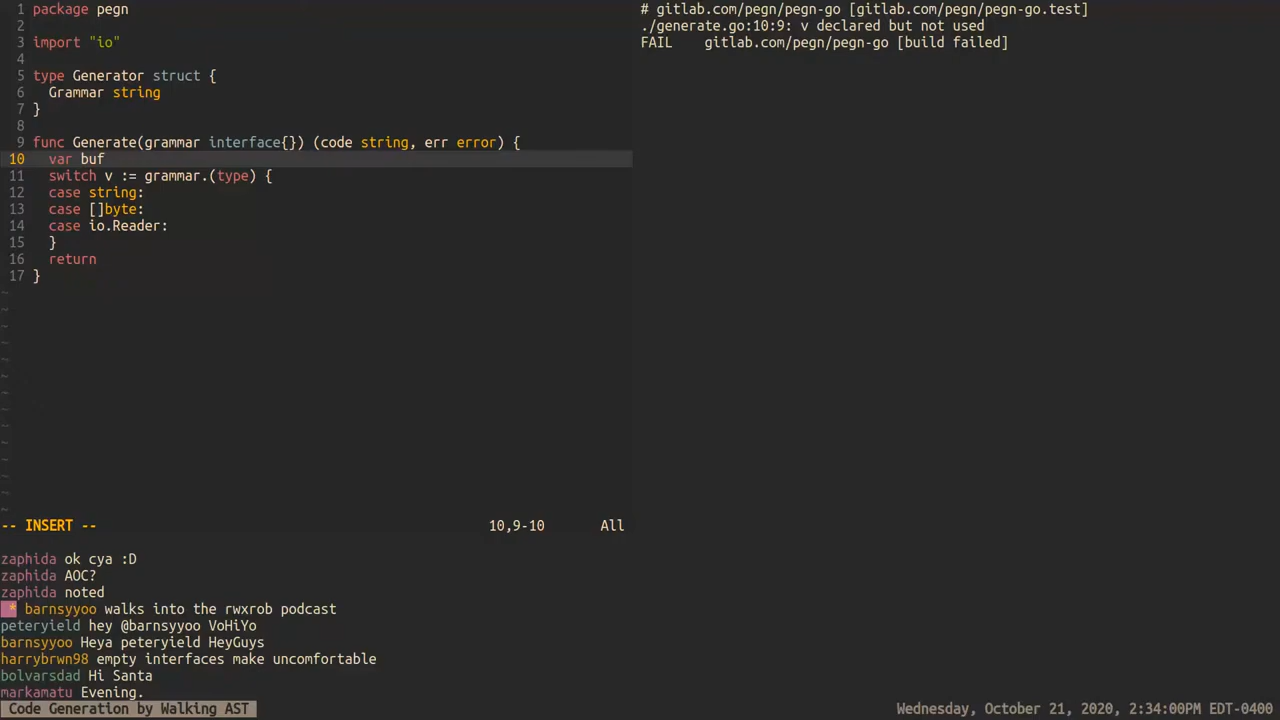 1 package pegn
2
3 import "io"
4
5 type Generator struct {
6   Grammar string
7 }
8
9 func Generate(grammar interface{}) (code string, err error) {
10   var buf
11   switch v := grammar.(type) {
12   case string:
13   case []byte:
14   case io.Reader:
15   }
16   return
17 }
~
~
~
~
~
~
~
~
~
~
~
~
~
~
-- INSERT -- 10,9-10 All
# gitlab.com/pegn/pegn-go [gitlab.com/pegn/pegn-go.test]
./generate.go:10:9: v declared but not used
FAIL    gitlab.com/pegn/pegn-go [build failed]
zaphida ok cya :D
zaphida AOC?
zaphida noted
* barnsyyoo walks into the rwxrob podcast
peteryield hey @barnsyyoo VoHiYo
barnsyyoo Heya peteryield HeyGuys
harrybrwn98 empty interfaces make uncomfortable
bolvarsdad Hi Santa
markamatu Evening.
Code Generation by Walking AST
Wednesday, October 21, 2020, 2:34:00PM EDT-0400